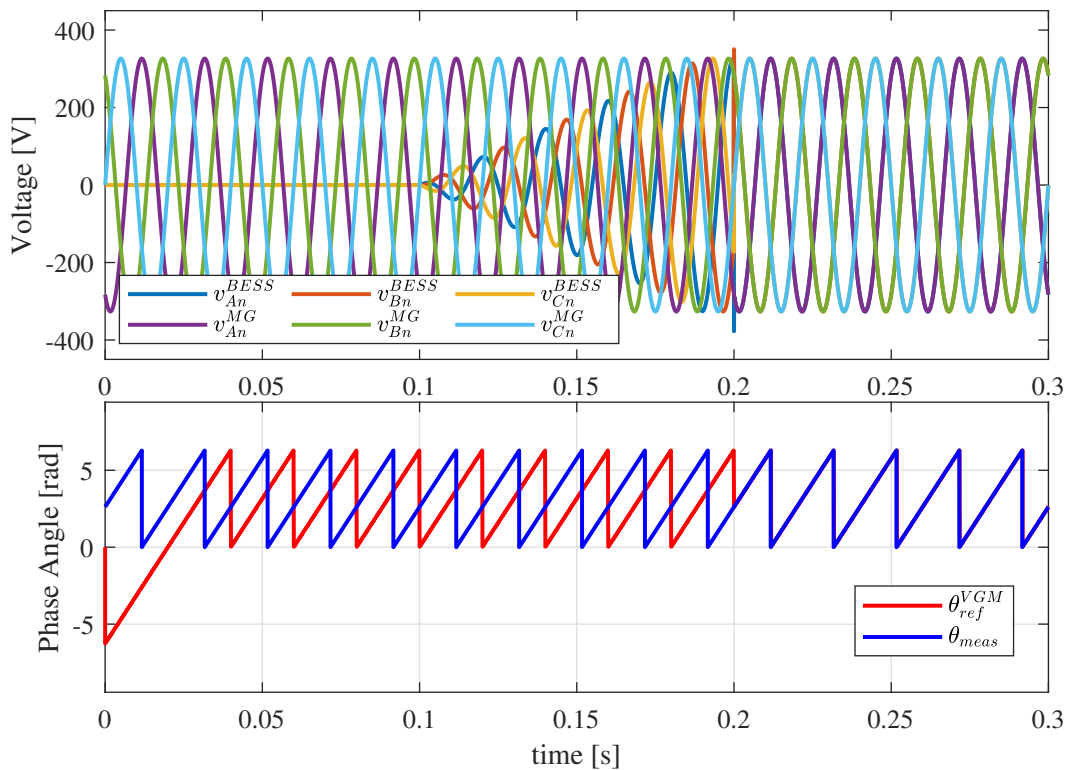 400
200
0
-200
-400
Voltage [V]
v_{An}^{BESS} v_{Bn}^{BESS} v_{Cn}^{BESS}
v_{An}^{MG} v_{Bn}^{MG} v_{Cn}^{MG}
0 0.05 0.1 0.15 0.2 0.25 0.3
5
0
-5
Phase Angle [rad]
θ_{ref}^{VGM}
θ_{meas}
0 0.05 0.1 0.15 0.2 0.25 0.3
time [s]